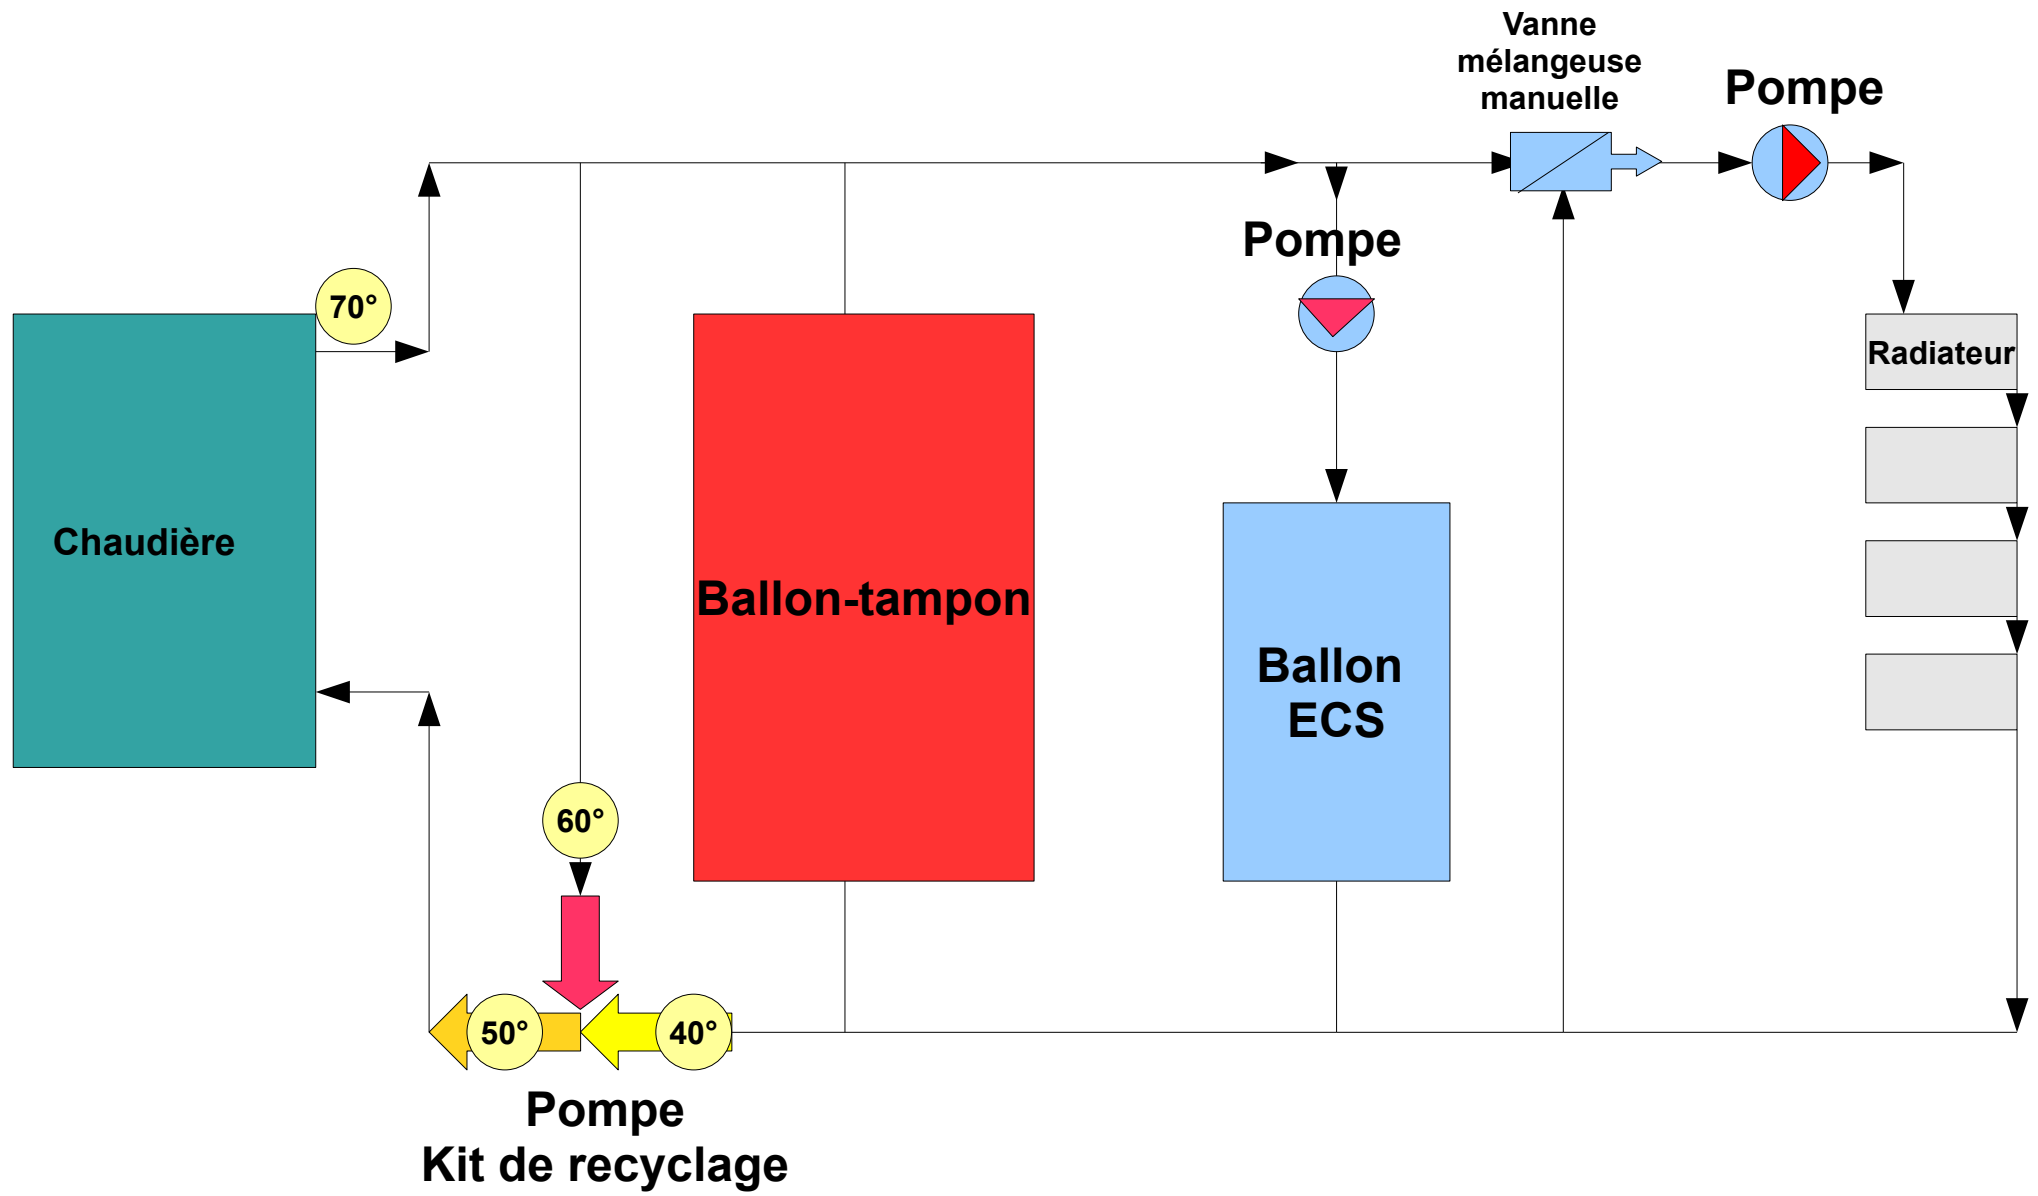 Vanne
mélangeuse
manuelle
Pompe
Pompe
70°
Radiateur
Chaudière
Ballon-tampon
Ballon
ECS
60°
50°
40°
Pompe
Kit de recyclage